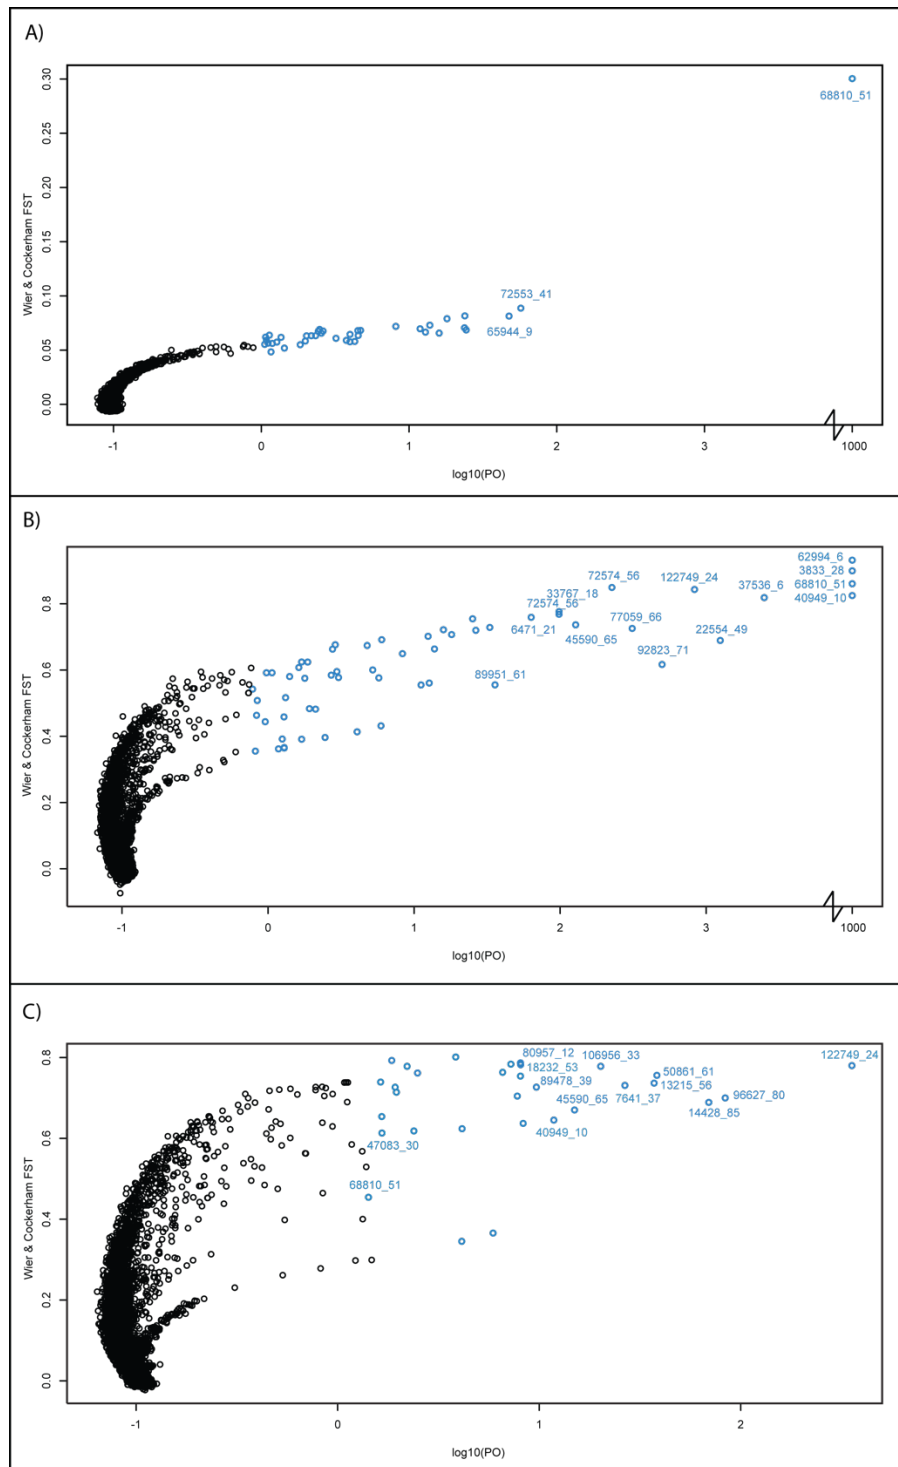 A)
0.30
68810_51
0.25
0.20
Wier & Cockerham FST
0.15
0.10
72553_41
65944_9
0.05
0.00
-1 0 1 2 3 1000
log10(PO)
B)
62994_6
3833_28
72574_56 122749_24 37536_6 68810_51
33767_18
0.8 72574_56 40949_10
6471_21 45590_65 77059_66 22554_49
92823_71
89951_61
0.6
Wier & Cockerham FST
0.4
0.2
0.0
-1 0 1 2 3 1000
log10(PO)
C)
0.8 80957_12 106956_33 122749_24
18232_53 50861_61
89478_39 13215_56
45590_65 7641_37 96627_80
14428_85
40949_10
0.6 47083_30
68810_51
Wier & Cockerham FST
0.4
0.2
0.0
-1 0 1 2
log10(PO)